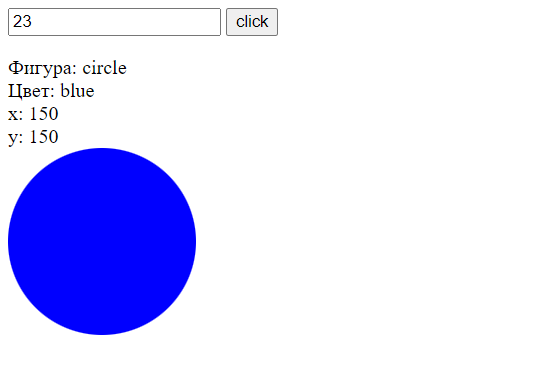 23 click
Фигура: circle
Цвет: blue
x: 150
y: 150